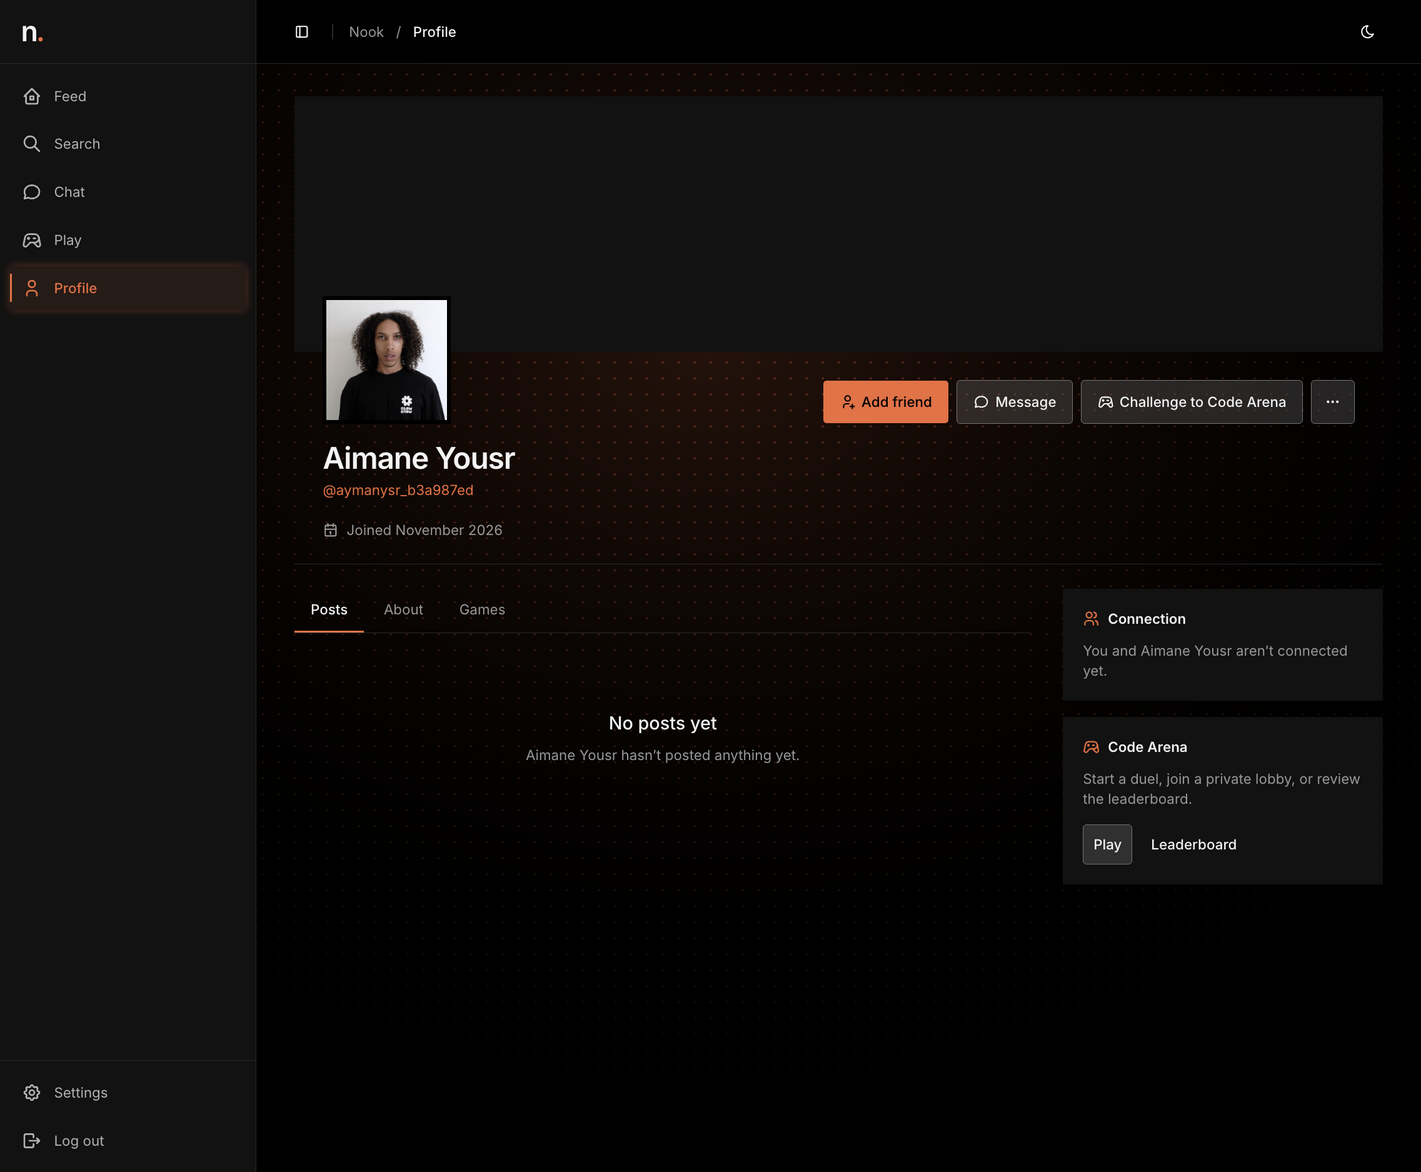 n.
Feed
Search
Chat
Play
Profile
Settings
Log out
Nook / Profile
Add friend
Message
Challenge to Code Arena
Aimane Yousr
@aymanysr_b3a987ed
Joined November 2026
Posts
About
Games
No posts yet
Aimane Yousr hasn’t posted anything yet.
Connection
You and Aimane Yousr aren’t connected
yet.
Code Arena
Start a duel, join a private lobby, or review
the leaderboard.
Play
Leaderboard